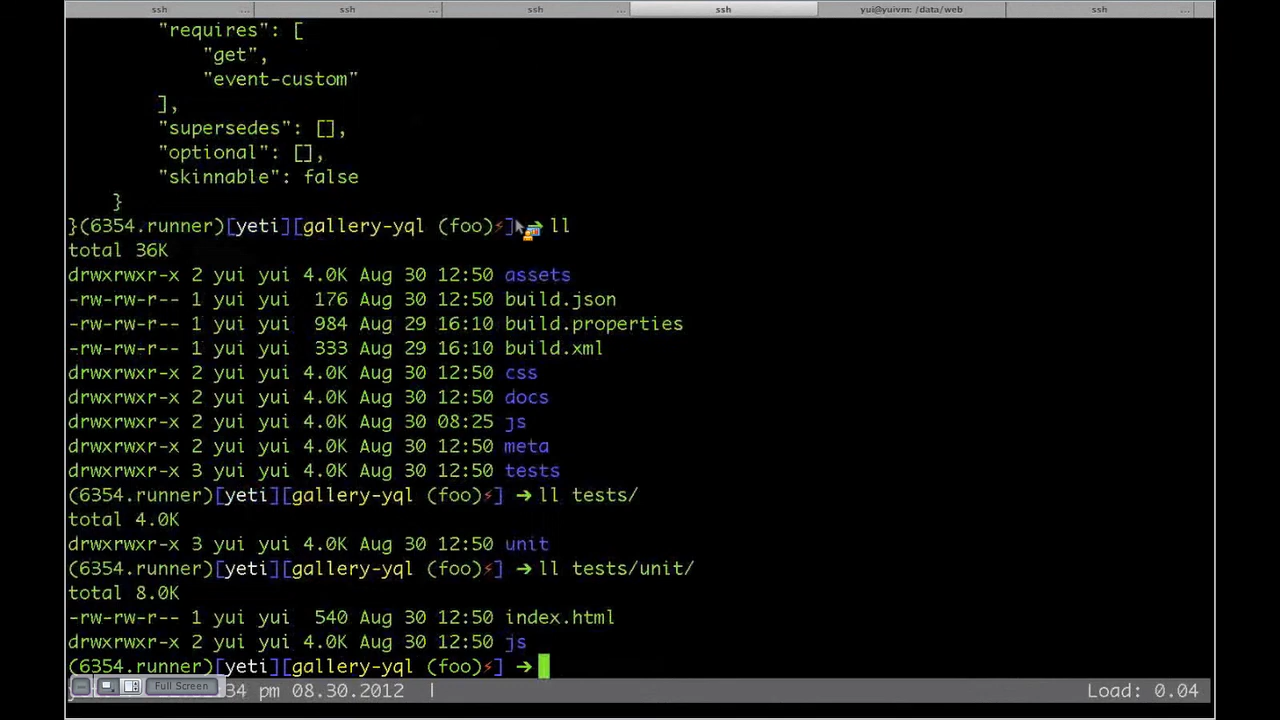 ssh ... ssh ... ssh ... ssh yui@yuivm: /data/web ssh ...
"requires": [
"get",
"event-custom"
],
"supersedes": [],
"optional": [],
"skinnable": false
}
}(6354.runner)[yeti][gallery-yql (foo)⚡] ➔ ll
total 36K
drwxrwxr-x 2 yui yui 4.0K Aug 30 12:50 assets
-rw-rw-r-- 1 yui yui 176 Aug 30 12:50 build.json
-rw-rw-r-- 1 yui yui 984 Aug 29 16:10 build.properties
-rw-rw-r-- 1 yui yui 333 Aug 29 16:10 build.xml
drwxrwxr-x 2 yui yui 4.0K Aug 30 12:50 css
drwxrwxr-x 2 yui yui 4.0K Aug 30 12:50 docs
drwxrwxr-x 2 yui yui 4.0K Aug 30 08:25 js
drwxrwxr-x 2 yui yui 4.0K Aug 30 12:50 meta
drwxrwxr-x 3 yui yui 4.0K Aug 30 12:50 tests
(6354.runner)[yeti][gallery-yql (foo)⚡] ➔ ll tests/
total 4.0K
drwxrwxr-x 3 yui yui 4.0K Aug 30 12:50 unit
(6354.runner)[yeti][gallery-yql (foo)⚡] ➔ ll tests/unit/
total 8.0K
-rw-rw-r-- 1 yui yui 540 Aug 30 12:50 index.html
drwxrwxr-x 2 yui yui 4.0K Aug 30 12:50 js
(6354.runner)[yeti][gallery-yql (foo)⚡] ➔
Full Screen 34 pm 08.30.2012 | Load: 0.04